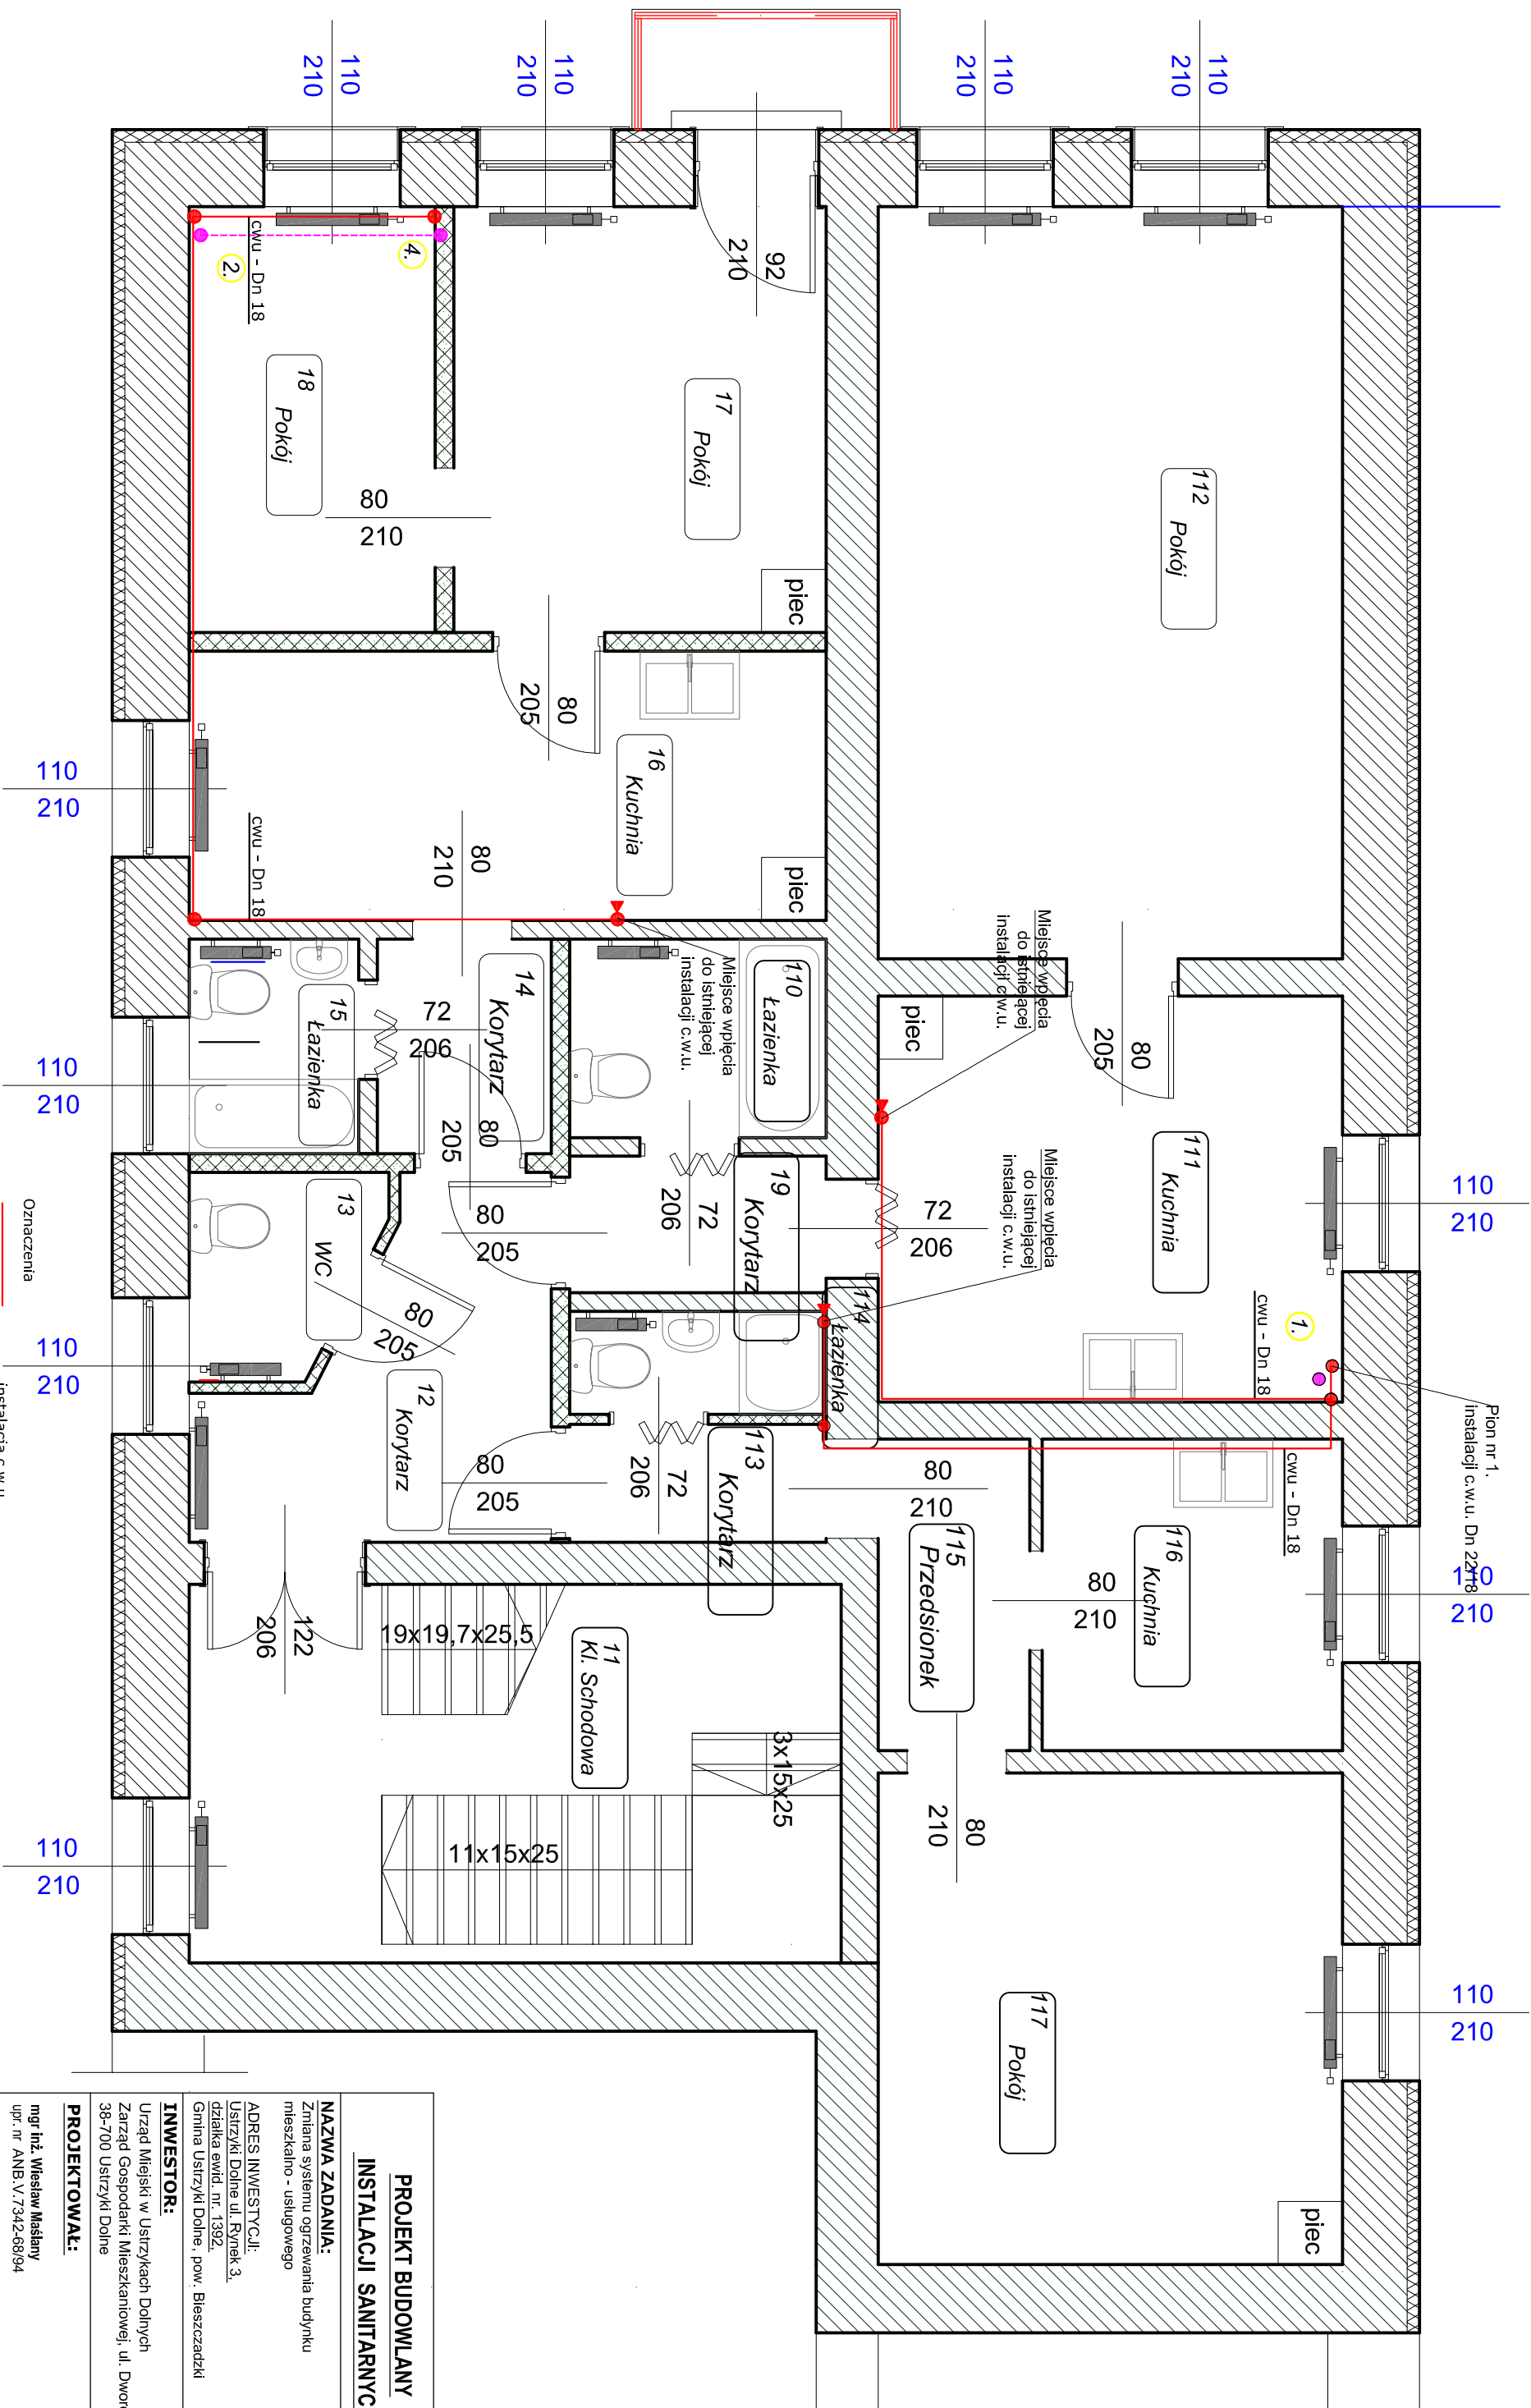 110
210
110
210
110
210
110
210
92
210
4.
2.
cwu - Dn 18
18
Pokój
17
Pokój
112
Pokój
80
210
piec
80
205
16
Kuchnia
110
210
cwu - Dn 18
80
210
piec
Miejsce wpięcia
do istniejącej
instalacji c.w.u.
Miejsce wpięcia
do istniejącej
instalacji c.w.u.
80
205
piec
14
Korytarz
15
Łazienka
110
Łazienka
72
206
110
210
80
205
111
Kuchnia
110
210
Miejsce wpięcia
do istniejącej
instalacji c.w.u.
19
Korytarz
72
206
72
206
80
205
13
WC
80
205
110
210
114
Łazienka
1.
cwu - Dn 18
Pion nr 1.
instalacji c.w.u. Dn 22/18
12
Korytarz
80
205
72
206
113
Korytarz
80
210
cwu - Dn 18
115
Przedsionek
116
Kuchnia
80
210
110
210
122
206
19x19,7x25,5
11
Kl. Schodowa
3x15x25
11x15x25
80
210
110
210
117
Pokój
110
210
piec
Oznaczenia
instalacja c.w.u.
PROJEKT BUDOWLANY
INSTALACJI SANITARNYC
NAZWA ZADANIA:
Zmiana systemu ogrzewania budynku
mieszkalno - usługowego
ADRES INWESTYCJI:
Ustrzyki Dolne ul. Rynek 3,
działka ewid. nr. 1392,
Gmina Ustrzyki Dolne, pow. Bieszczadzki
INWESTOR:
Urząd Miejski w Ustrzykach Dolnych
Zarząd Gospodarki Mieszkaniowej, ul. Dwor
38-700 Ustrzyki Dolne
PROJEKTOWAŁ:
mgr inż. Wiesław Maślany
upr. nr ANB.V.7342-68/94